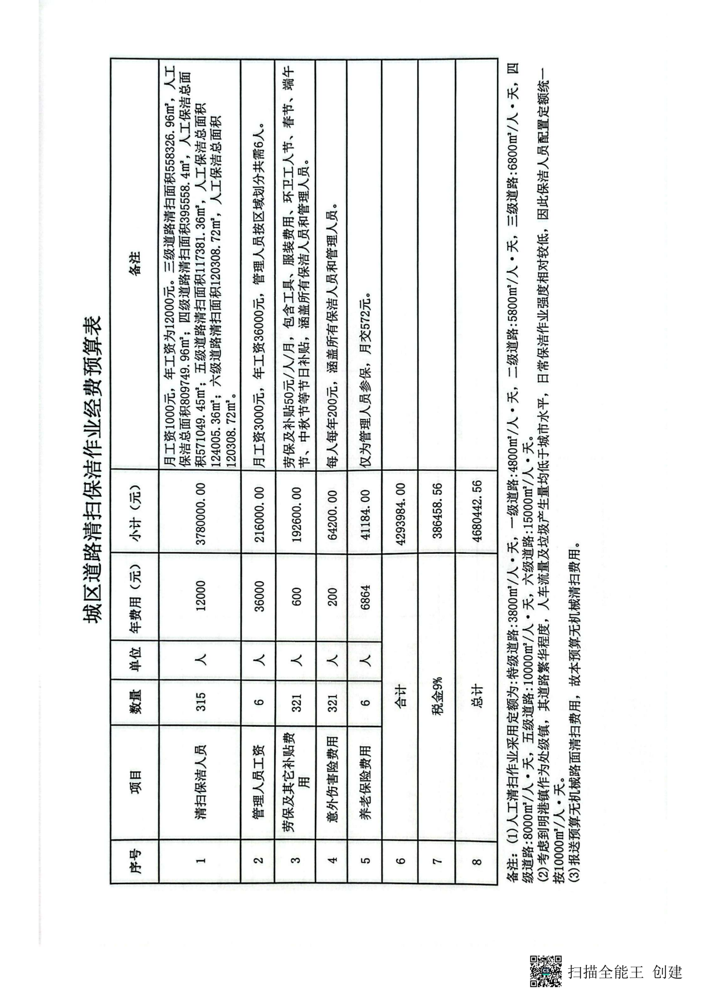 城区道路清扫保洁作业经费预算表
序号 项目 数量 单位 年费用（元） 小计（元） 备注
1 清扫保洁人员 315 人 12000 3780000.00 月工资1000元，年工资为12000元。三级道路清扫面积558326.96㎡，人工
保洁总面积809749.96㎡；四级道路清扫面积395558.4㎡，人工保洁总面
积571049.45㎡；五级道路清扫面积117381.36㎡，人工保洁总面积
124005.36㎡；六级道路清扫面积120308.72㎡，人工保洁总面积
120308.72㎡。
2 管理人员工资 6 人 36000 216000.00 月工资3000元，年工资36000元，管理人员按区域划分共需6人。
3 劳保及其它补贴费 321 人 600 192600.00 劳保及补贴50元/人/月，包含工具、服装费用、环卫工人节、春节、端午
用 节、中秋节等节日补贴，涵盖所有保洁人员和管理人员。
4 意外伤害险费用 321 人 200 64200.00 每人每年200元，涵盖所有保洁人员和管理人员。
5 养老保险费用 6 人 6864 41184.00 仅为管理人员参保，月交572元。
6 合计 4293984.00
7 税金9% 386458.56
8 总计 4680442.56
备注：(1)人工清扫作业采用定额为:特级道路:3800㎡/人·天，一级道路:4800㎡/人·天，二级道路:5800㎡/人·天，三级道路:6800㎡/人·天，四
级道路:8000㎡/人·天，五级道路:10000㎡/人·天，六级道路:15000㎡/人·天。
(2)考虑到明港镇作为处级镇，其道路繁华程度，人车流量及垃圾产生量均低于城市水平，日常保洁作业强度相对较低，因此保洁人员配置定额统一
按10000㎡/人·天。
(3)报送预算无机械路面清扫费用，故本预算无机械清扫费用。
扫描全能王 创建